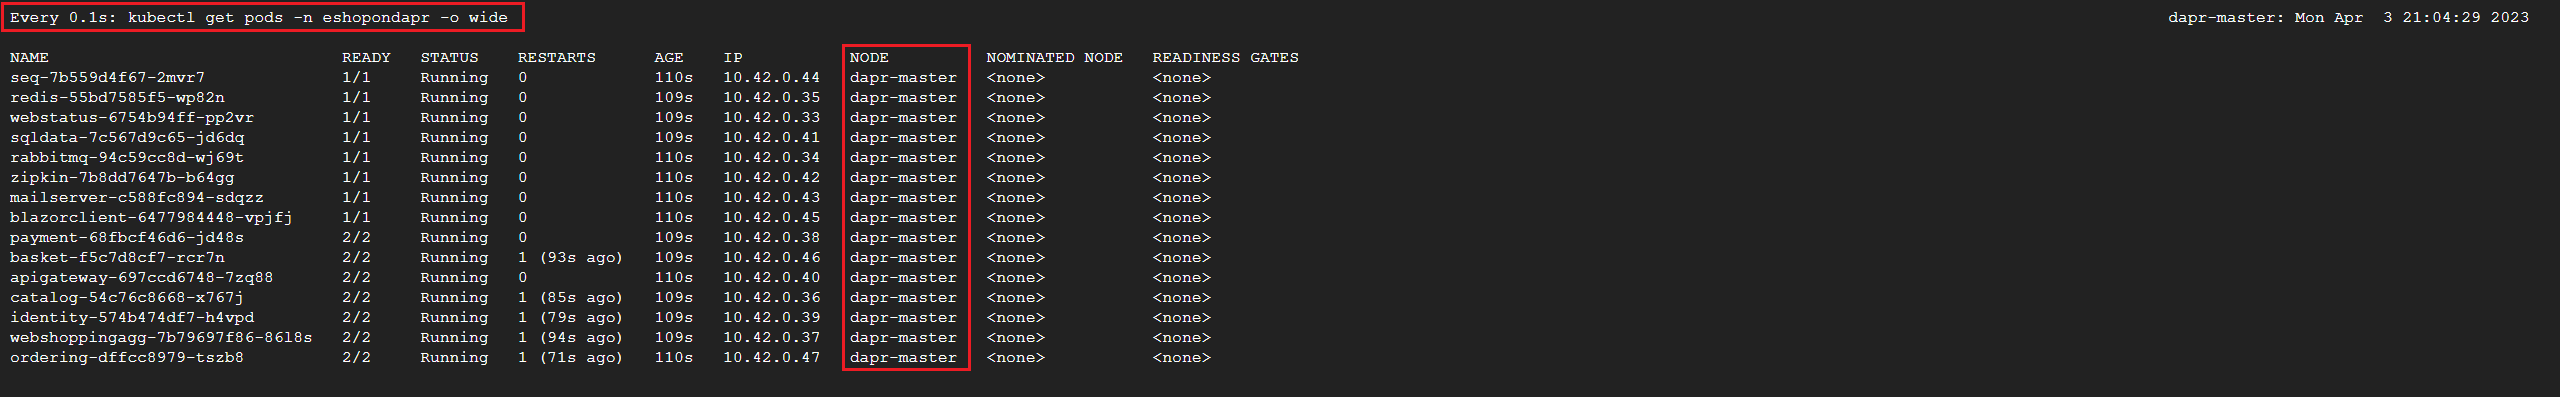 Every 0.1s: kubectl get pods -n eshopondapr -o wide dapr-master: Mon Apr  3 21:04:29 2023
NAME READY STATUS RESTARTS AGE IP NODE NOMINATED NODE READINESS GATES
seq-7b559d4f67-2mvr7 1/1 Running 0 110s 10.42.0.44 dapr-master <none> <none>
redis-55bd7585f5-wp82n 1/1 Running 0 109s 10.42.0.35 dapr-master <none> <none>
webstatus-6754b94ff-pp2vr 1/1 Running 0 109s 10.42.0.33 dapr-master <none> <none>
sqldata-7c567d9c65-jd6dq 1/1 Running 0 109s 10.42.0.41 dapr-master <none> <none>
rabbitmq-94c59cc8d-wj69t 1/1 Running 0 110s 10.42.0.34 dapr-master <none> <none>
zipkin-7b8dd7647b-b64gg 1/1 Running 0 110s 10.42.0.42 dapr-master <none> <none>
mailserver-c588fc894-sdqzz 1/1 Running 0 110s 10.42.0.43 dapr-master <none> <none>
blazorclient-6477984448-vpjfj 1/1 Running 0 110s 10.42.0.45 dapr-master <none> <none>
payment-68fbcf46d6-jd48s 2/2 Running 0 109s 10.42.0.38 dapr-master <none> <none>
basket-f5c7d8cf7-rcr7n 2/2 Running 1 (93s ago) 109s 10.42.0.46 dapr-master <none> <none>
apigateway-697ccd6748-7zq88 2/2 Running 0 110s 10.42.0.40 dapr-master <none> <none>
catalog-54c76c8668-x767j 2/2 Running 1 (85s ago) 109s 10.42.0.36 dapr-master <none> <none>
identity-574b474df7-h4vpd 2/2 Running 1 (79s ago) 109s 10.42.0.39 dapr-master <none> <none>
webshoppingagg-7b79697f86-86l8s 2/2 Running 1 (94s ago) 109s 10.42.0.37 dapr-master <none> <none>
ordering-dffcc8979-tszb8 2/2 Running 1 (71s ago) 110s 10.42.0.47 dapr-master <none> <none>